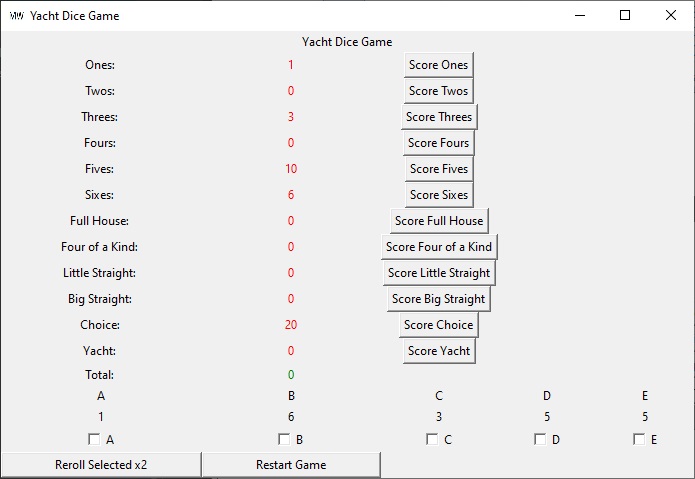 MW Yacht Dice Game
Yacht Dice Game
Ones: 1 Score Ones
Twos: 0 Score Twos
Threes: 3 Score Threes
Fours: 0 Score Fours
Fives: 10 Score Fives
Sixes: 6 Score Sixes
Full House: 0 Score Full House
Four of a Kind: 0 Score Four of a Kind
Little Straight: 0 Score Little Straight
Big Straight: 0 Score Big Straight
Choice: 20 Score Choice
Yacht: 0 Score Yacht
Total: 0
A B C D E
1 6 3 5 5
A B C D E
Reroll Selected x2 Restart Game